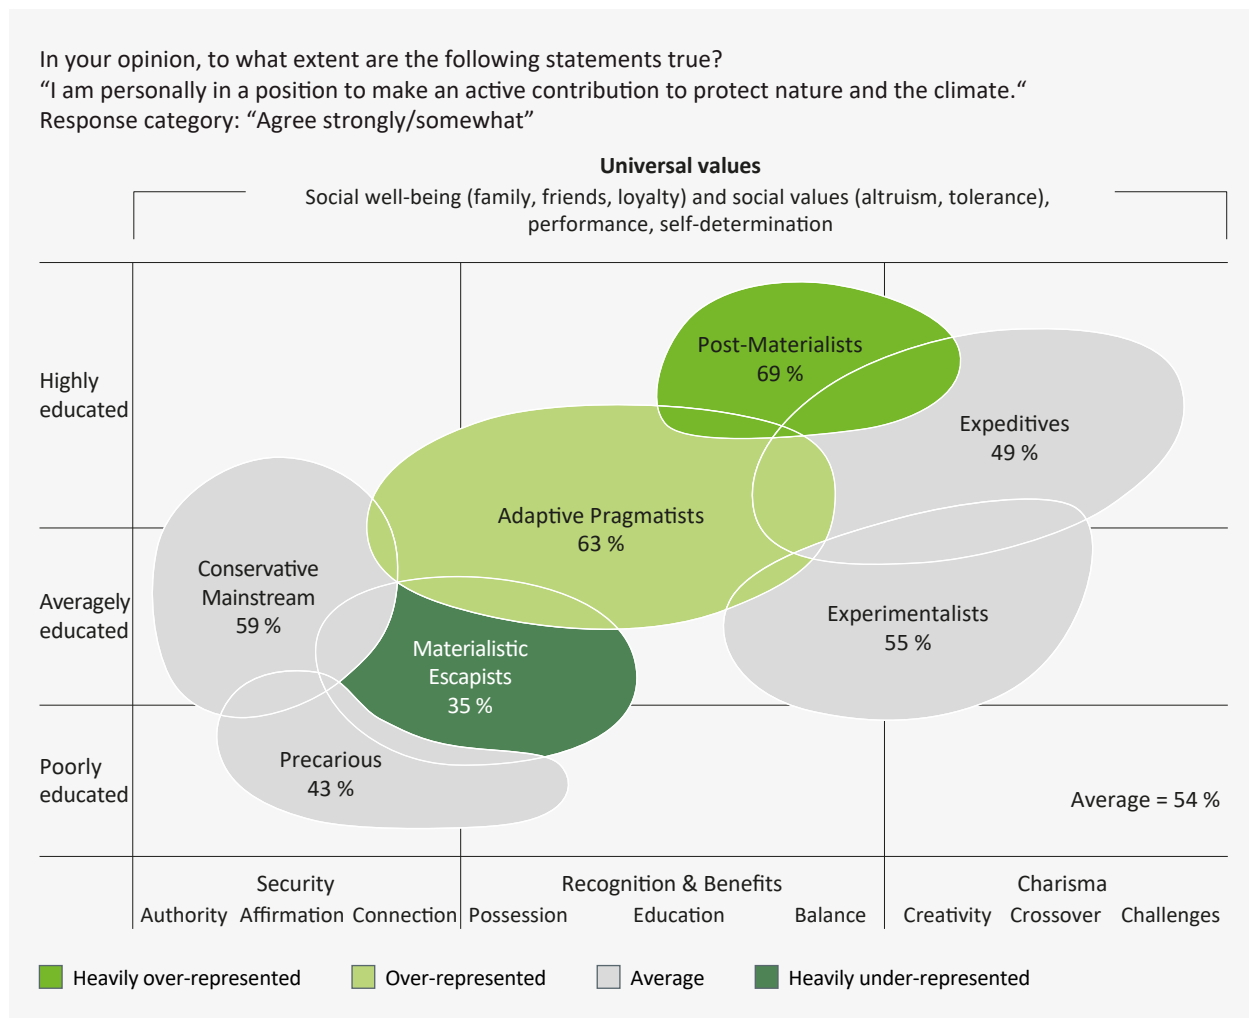 In your opinion, to what extent are the following statements true?
“I am personally in a position to make an active contribution to protect nature and the climate.“
Response category: “Agree strongly/somewhat”
Universal values
Social well-being (family, friends, loyalty) and social values (altruism, tolerance),
performance, self-determination
Highly
educated
Post-Materialists
69 %
Expeditives
49 %
Adaptive Pragmatists
63 %
Averagely
educated
Conservative
Mainstream
59 %
Experimentalists
55 %
Materialistic
Escapists
35 %
Poorly
educated
Precarious
43 %
Average = 54 %
Security
Recognition & Benefits
Charisma
Authority Affirmation Connection Possession Education Balance Creativity Crossover Challenges
Heavily over-represented Over-represented Average Heavily under-represented